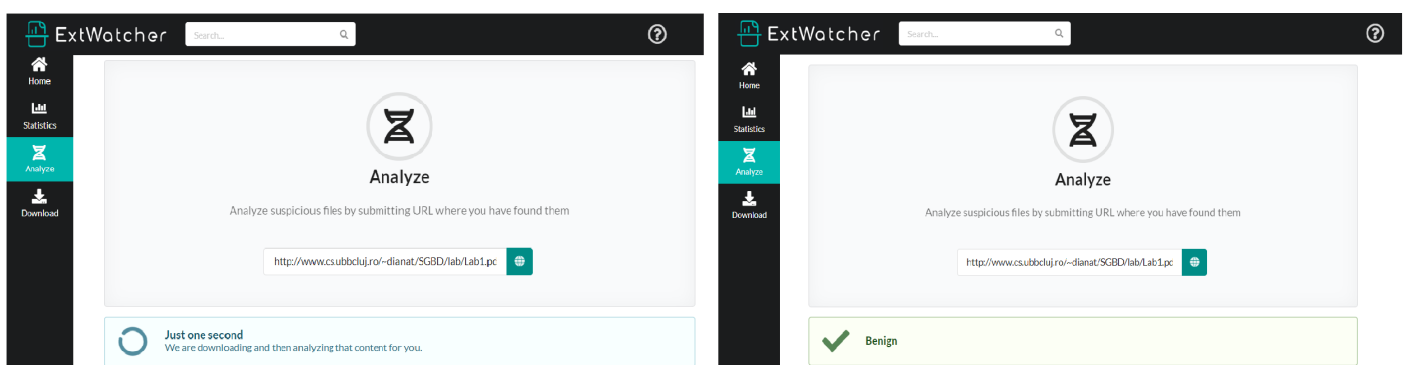 ExtWatcher
Search...
Home
Statistics
Analyze
Download
Analyze
Analyze suspicious files by submitting URL where you have found them
http://www.cs.ubbcluj.ro/~dianat/SGBD/lab/Lab1.pc
Just one second
We are downloading and then analyzing that content for you.
ExtWatcher
Search...
Home
Statistics
Analyze
Download
Analyze
Analyze suspicious files by submitting URL where you have found them
http://www.cs.ubbcluj.ro/~dianat/SGBD/lab/Lab1.pc
Benign